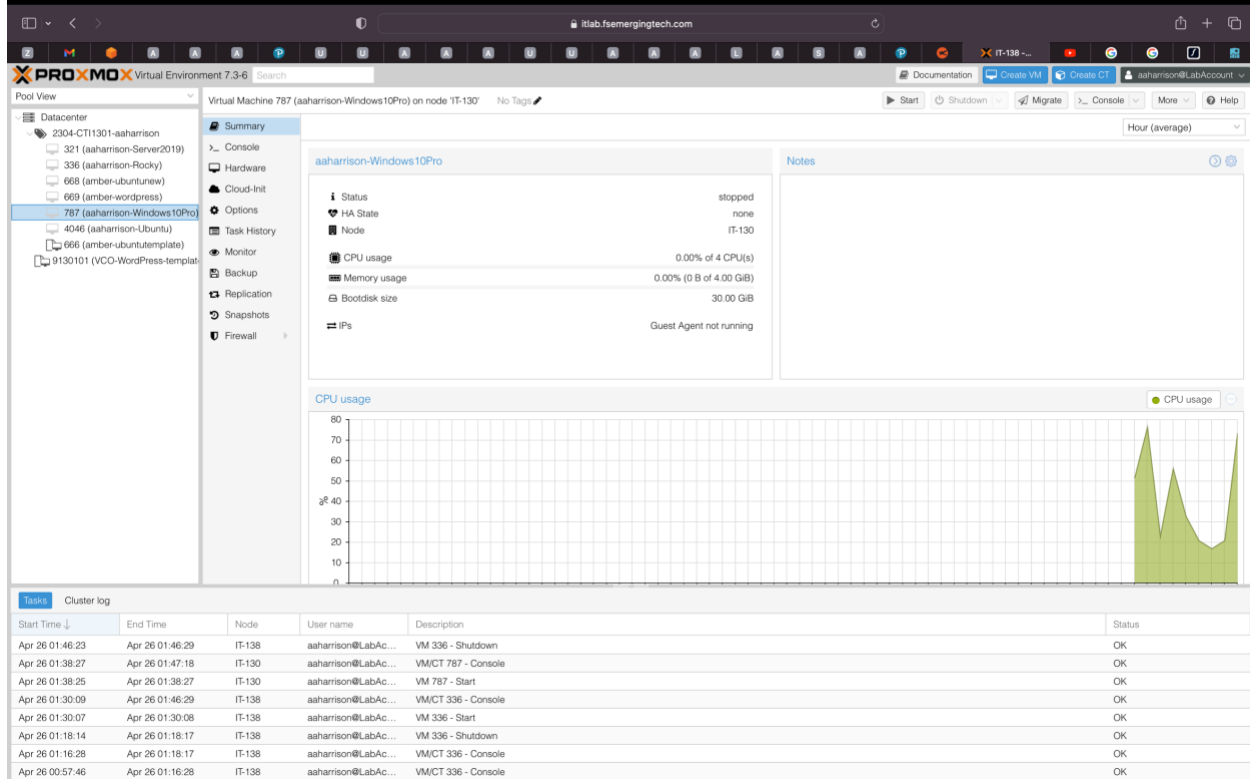 itlab.fsemergingtech.com
Z A A A U U A A A U U A A A L A S A IT-138 -...
PROXMOX Virtual Environment 7.3-6 Search Documentation Create VM Create CT aaharrison@LabAccount
Pool View
Virtual Machine 787 (aaharrison-Windows10Pro) on node 'IT-130' No Tags Start Shutdown Migrate Console More Help
Datacenter
2304-CTI1301-aaharrison
321 (aaharrison-Server2019)
336 (aaharrison-Rocky)
668 (amber-ubuntunew)
669 (amber-wordpress)
787 (aaharrison-Windows10Pro)
4046 (aaharrison-Ubuntu)
666 (amber-ubuntutemplate)
9130101 (VCO-WordPress-templat
Summary
Console
Hardware
Cloud-Init
Options
Task History
Monitor
Backup
Replication
Snapshots
Firewall
Hour (average)
aaharrison-Windows10Pro
Status stopped
HA State none
Node IT-130
CPU usage 0.00% of 4 CPU(s)
Memory usage 0.00% (0 B of 4.00 GiB)
Bootdisk size 30.00 GiB
IPs Guest Agent not running
Notes
CPU usage CPU usage
80
70
60
50
40
30
20
10
0
%
Tasks Cluster log
Start Time End Time Node User name Description Status
Apr 26 01:46:23 Apr 26 01:46:29 IT-138 aaharrison@LabAc... VM 336 - Shutdown OK
Apr 26 01:38:27 Apr 26 01:47:18 IT-130 aaharrison@LabAc... VM/CT 787 - Console OK
Apr 26 01:38:25 Apr 26 01:38:27 IT-130 aaharrison@LabAc... VM 787 - Start OK
Apr 26 01:30:09 Apr 26 01:46:29 IT-138 aaharrison@LabAc... VM/CT 336 - Console OK
Apr 26 01:30:07 Apr 26 01:30:08 IT-138 aaharrison@LabAc... VM 336 - Start OK
Apr 26 01:18:14 Apr 26 01:18:17 IT-138 aaharrison@LabAc... VM 336 - Shutdown OK
Apr 26 01:16:28 Apr 26 01:18:17 IT-138 aaharrison@LabAc... VM/CT 336 - Console OK
Apr 26 00:57:46 Apr 26 01:16:28 IT-138 aaharrison@LabAc... VM/CT 336 - Console OK